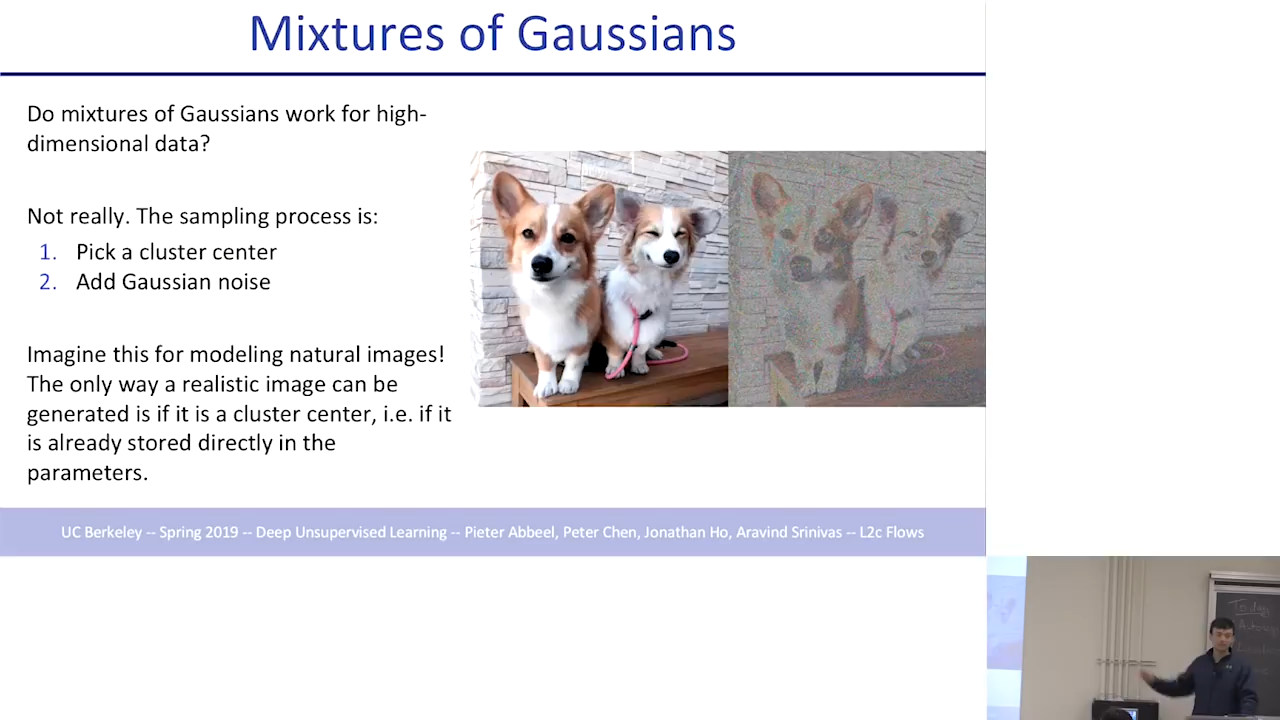 Mixtures of Gaussians
Do mixtures of Gaussians work for high-
dimensional data?
Not really. The sampling process is:
1. Pick a cluster center
2. Add Gaussian noise
Imagine this for modeling natural images!
The only way a realistic image can be
generated is if it is a cluster center, i.e. if it
is already stored directly in the
parameters.
UC Berkeley -- Spring 2019 -- Deep Unsupervised Learning -- Pieter Abbeel, Peter Chen, Jonathan Ho, Aravind Srinivas -- L2c Flows
Today